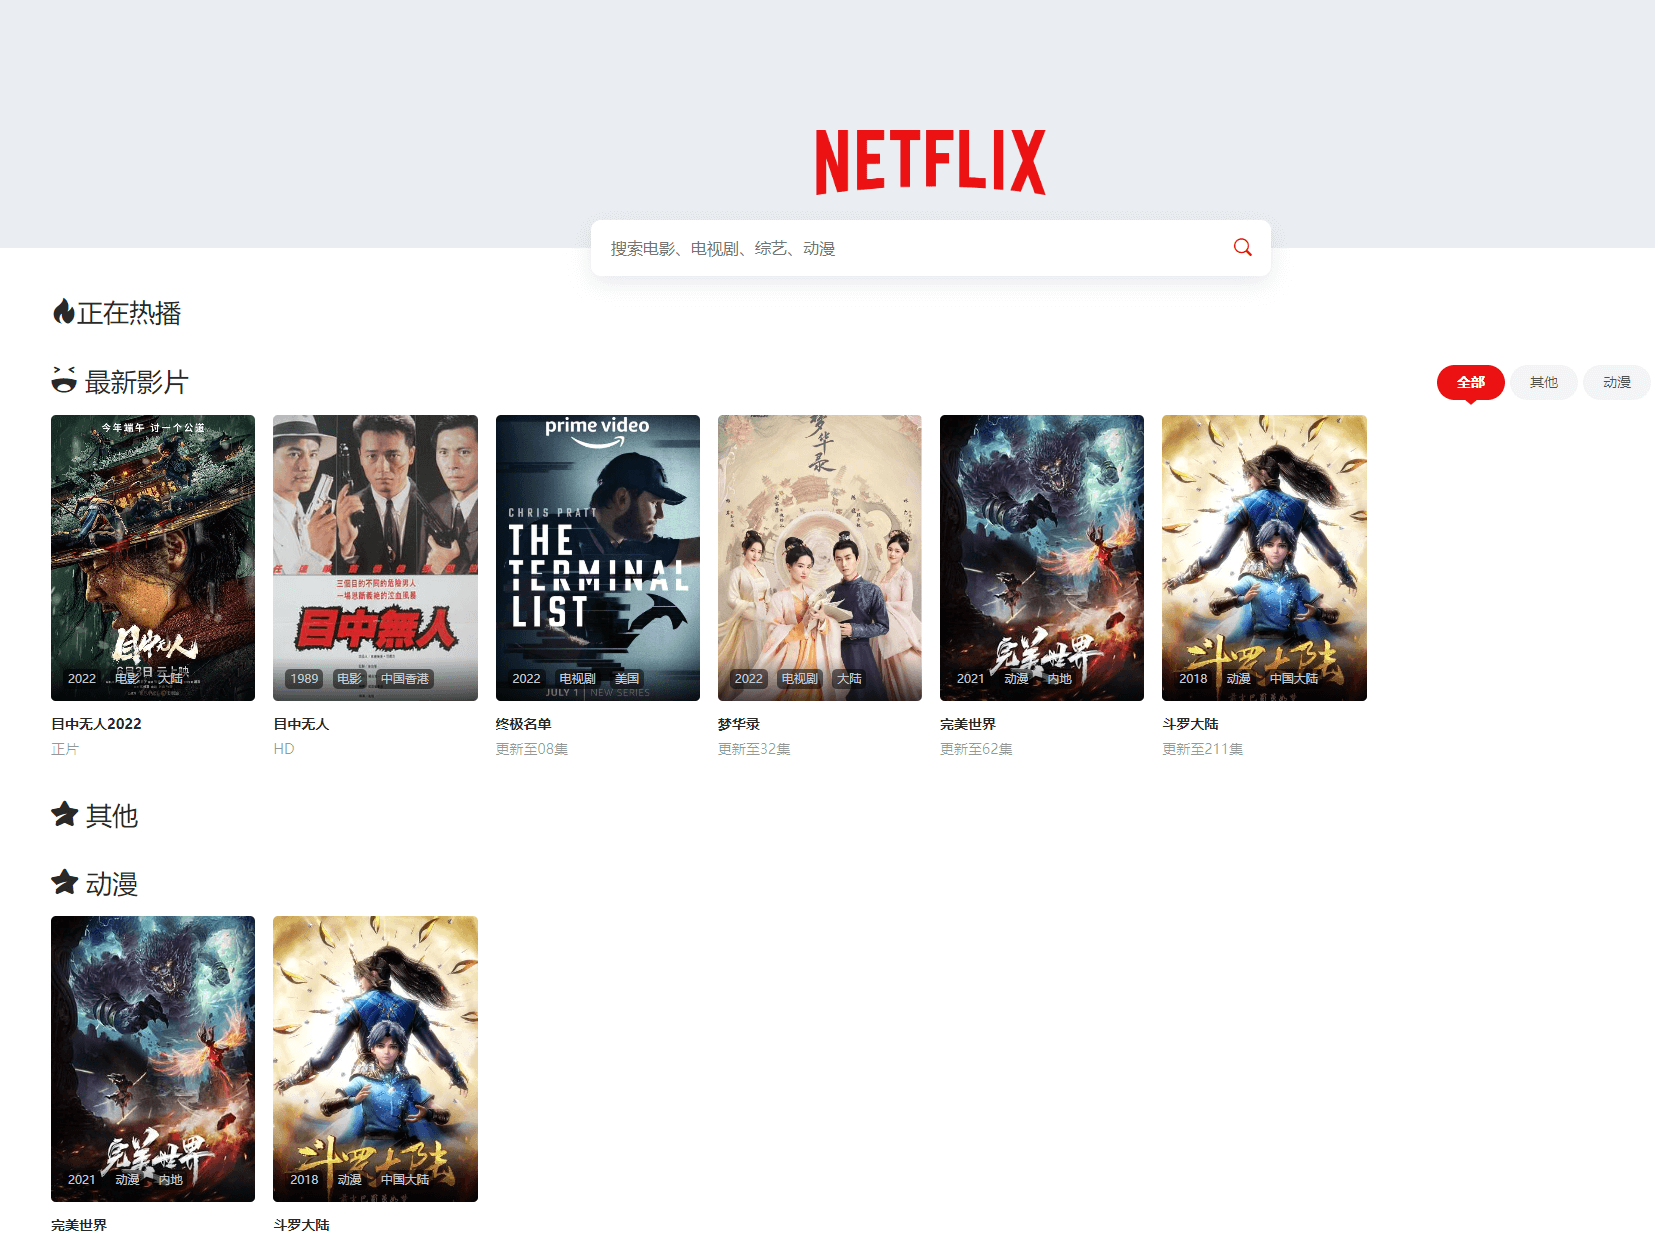 NETFLIX
搜索电影、电视剧、综艺、动漫
正在热播
最新影片
全部
其他
动漫
今年端午 讨一个公道
目中无人
6月3日
2022 电影 大陆
目中无人2022
正片
三個目的不同的危險男人
一場恩斷義絕的泣血風暴
目中無人
1989 电影 中国香港
目中无人
HD
prime video
CHRIS PRATT
THE
TERMINAL
LIST
2022 电视剧 美国
JULY 1 | NEW SERIES
终极名单
更新至08集
梦华录
2022 电视剧 大陆
梦华录
更新至32集
完美世界
2021 动漫 内地
完美世界
更新至62集
斗罗大陆
2018 动漫 中国大陆
斗罗大陆
更新至211集
其他
动漫
完美世界
2021 动漫 内地
完美世界
斗罗大陆
2018 动漫 中国大陆
斗罗大陆